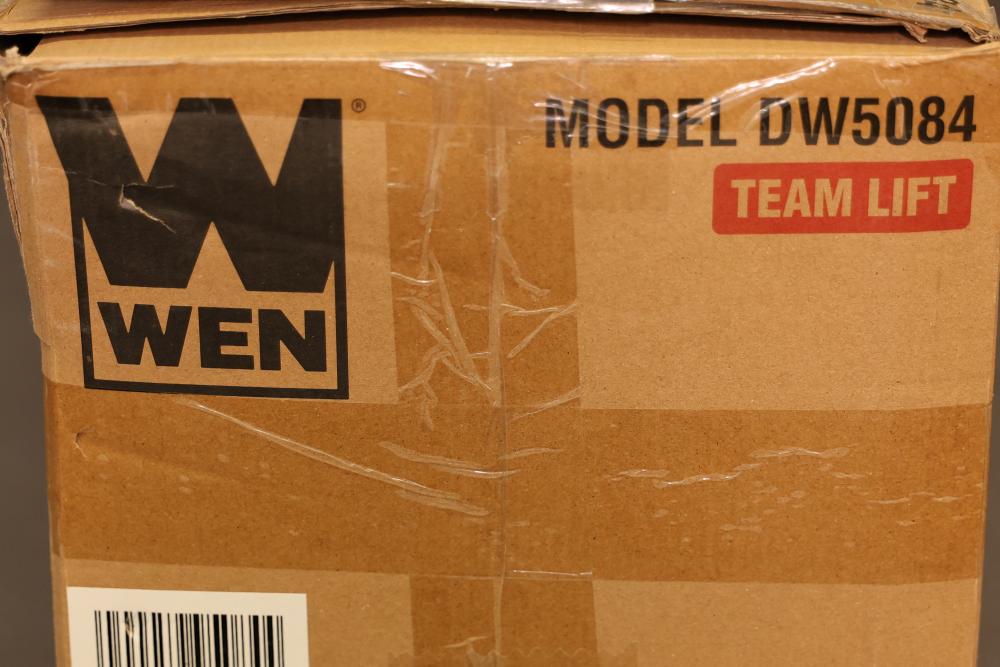 W ®
WEN
MODEL DW5084
TEAM LIFT